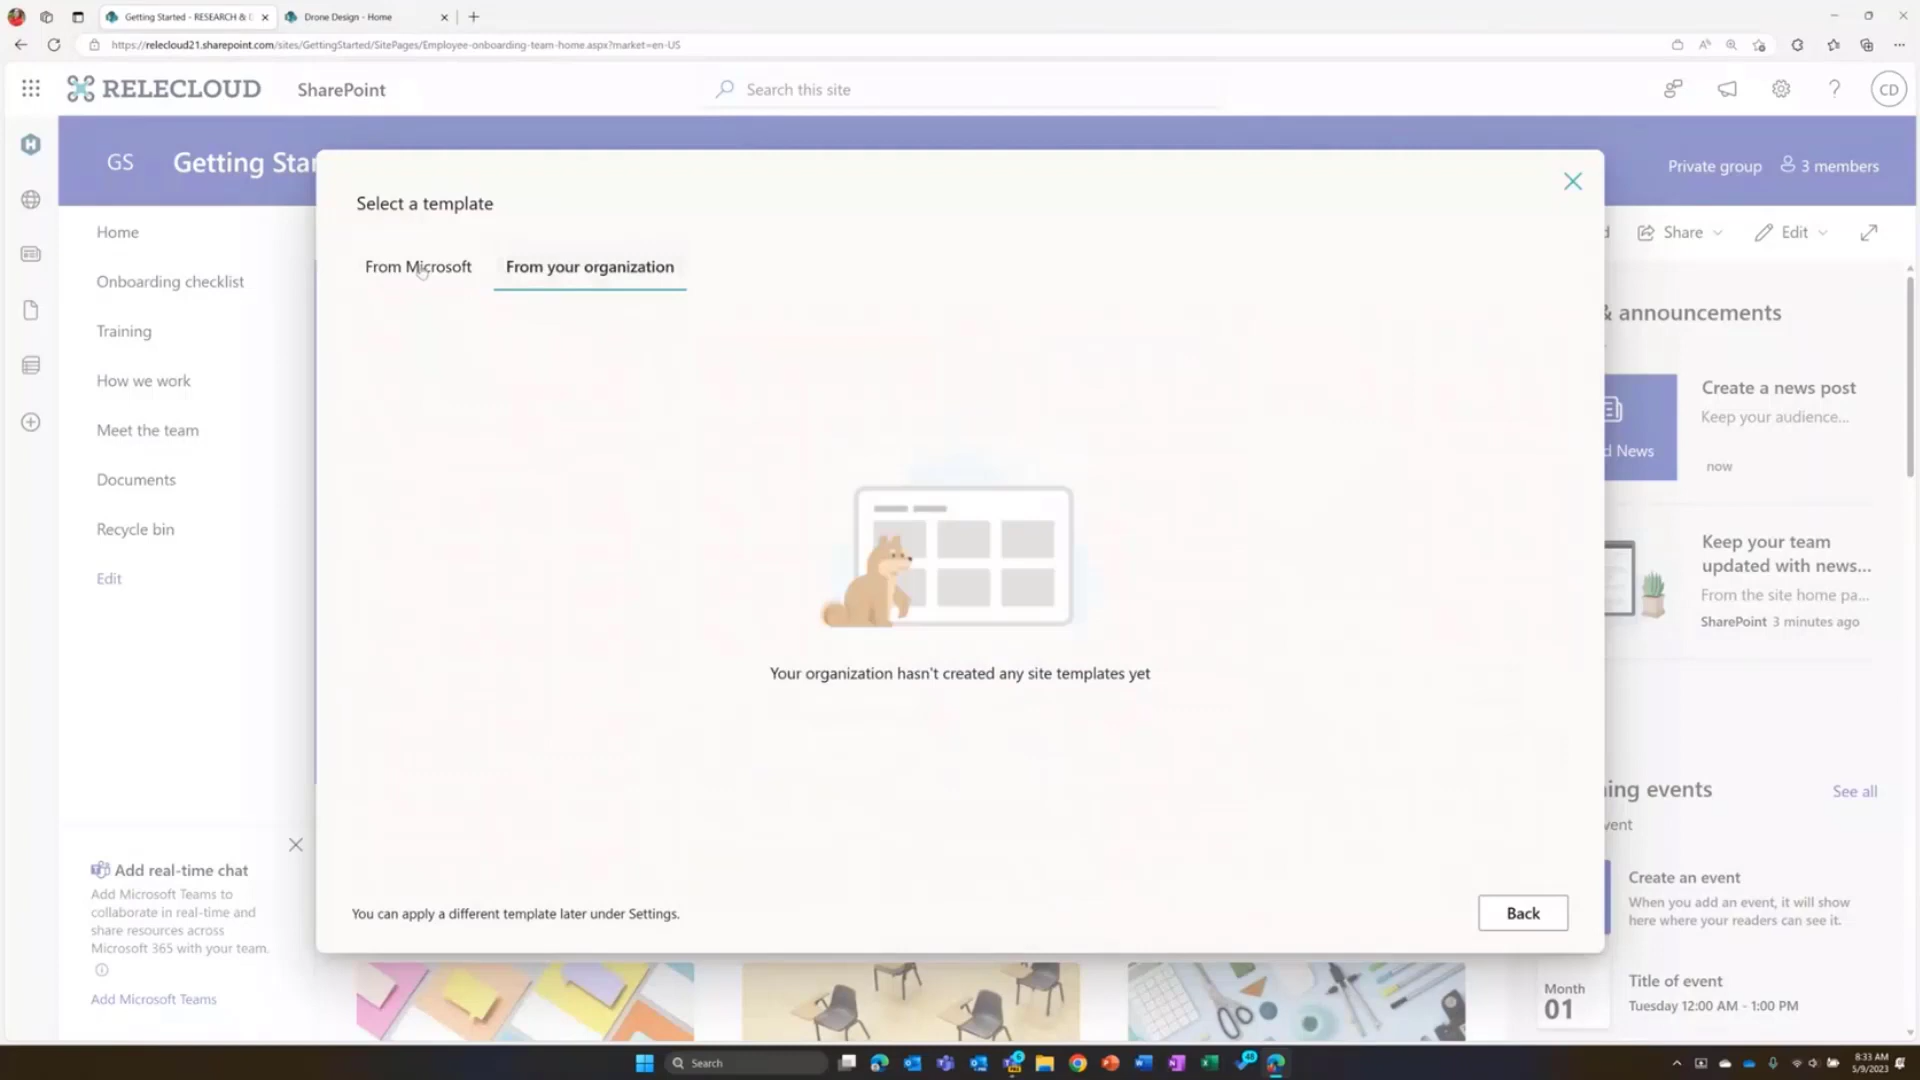 Getting Started - RESEARCH & D
Drone Design - Home
https://relecloud21.sharepoint.com/sites/GettingStarted/SitePages/Employee-onboarding-team-home.aspx?market=en-US
RELECLOUD
SharePoint
Search this site
CD
GS
Getting Star
Private group
3 members
Home
Onboarding checklist
Training
How we work
Meet the team
Documents
Recycle bin
Edit
Add real-time chat
Add Microsoft Teams to
collaborate in real-time and
share resources across
Microsoft 365 with your team.
Add Microsoft Teams
Select a template
From Microsoft
From your organization
Your organization hasn't created any site templates yet
You can apply a different template later under Settings.
Back
d
Share
Edit
& announcements
d News
Create a news post
Keep your audience...
now
Keep your team
updated with news...
From the site home pa...
SharePoint 3 minutes ago
ing events
See all
vent
Create an event
When you add an event, it will show
here where your readers can see it.
Month
01
Title of event
Tuesday 12:00 AM - 1:00 PM
Search
8:33 AM
5/9/2023